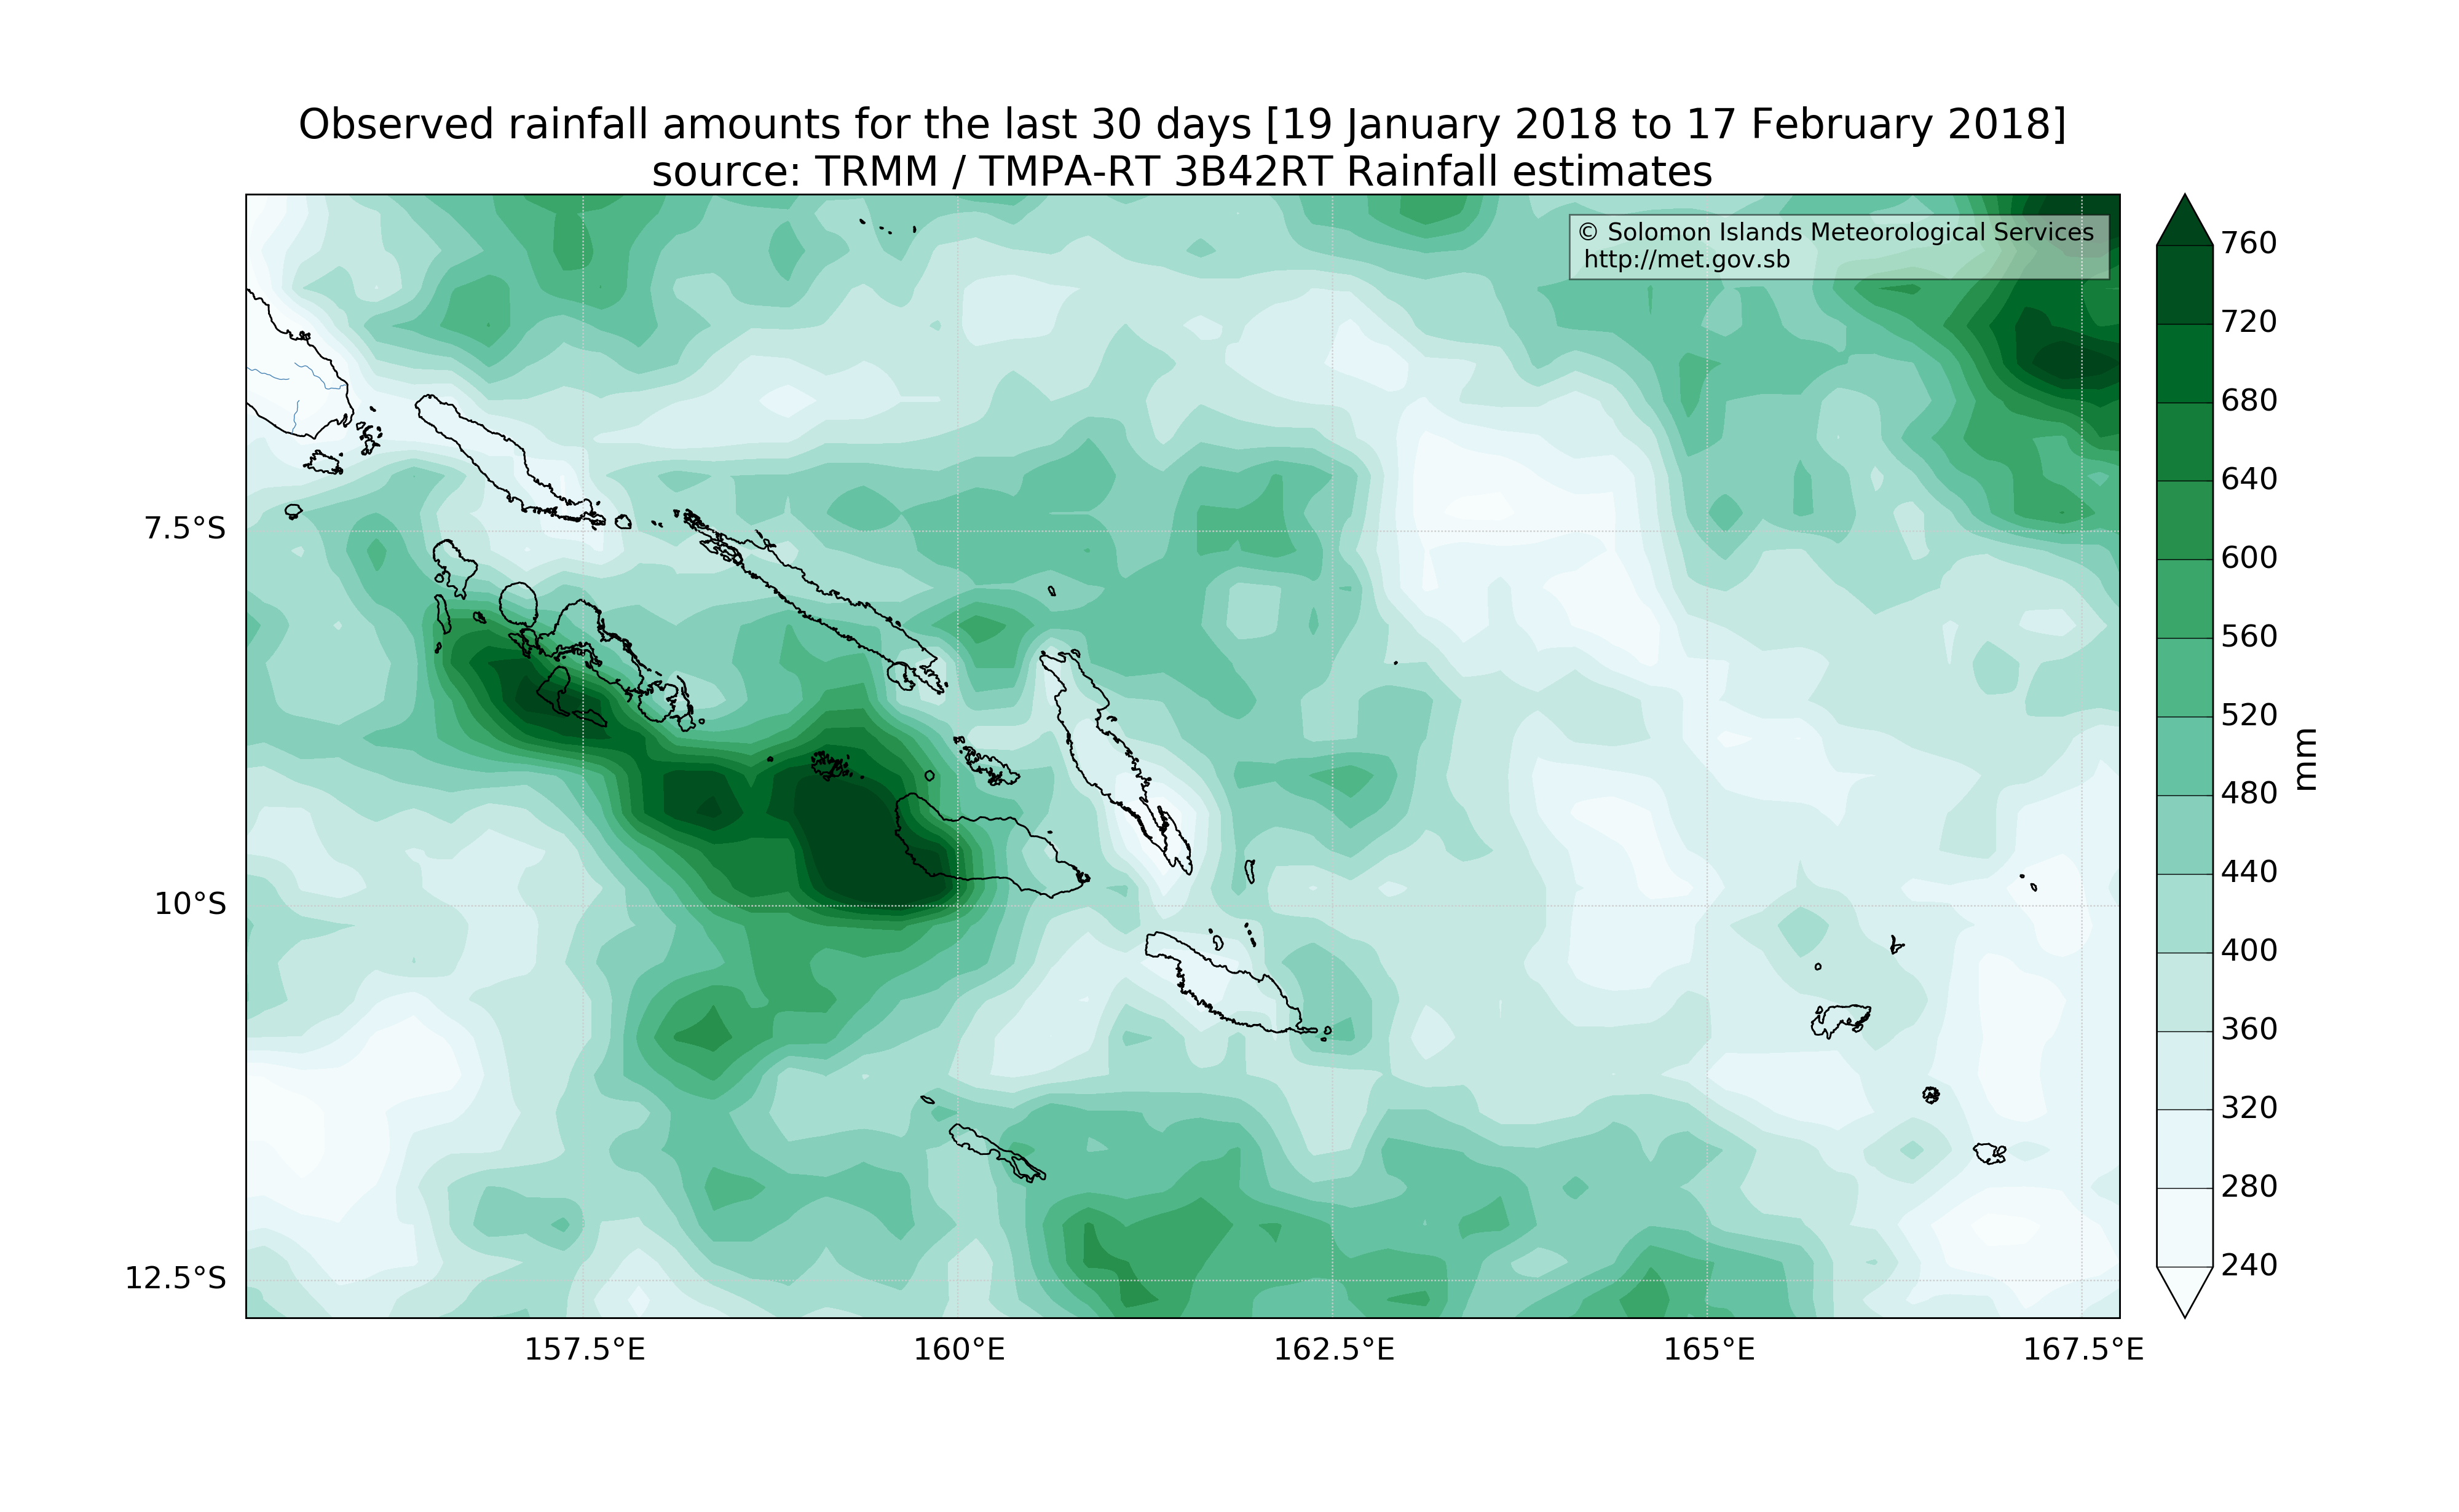 Observed rainfall amounts for the last 30 days [19 January 2018 to 17 February 2018]
source: TRMM / TMPA-RT 3B42RT Rainfall estimates
© Solomon Islands Meteorological Services
http://met.gov.sb
7.5°S
10°S
12.5°S
157.5°E
160°E
162.5°E
165°E
167.5°E
760
720
680
640
600
560
520
480
440
400
360
320
280
240
mm